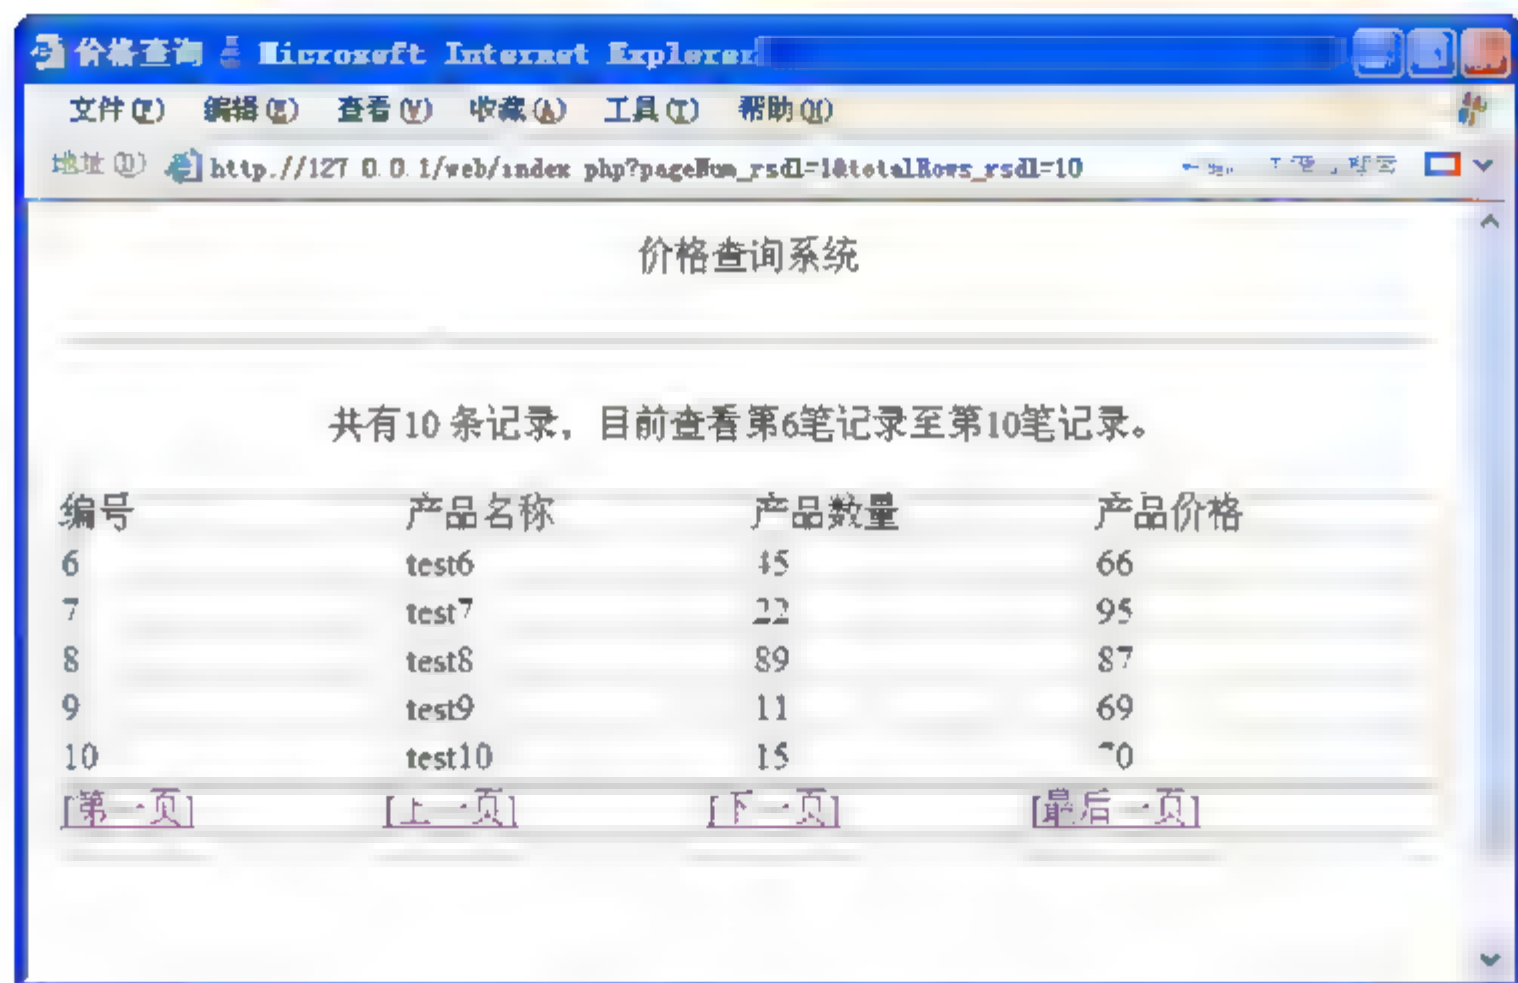 价格查询 - Microsoft Internet Explorer
文件(F) 编辑(E) 查看(V) 收藏(A) 工具(T) 帮助(H)
地址(D) http://127.0.0.1/web/index.php?pageNum_rsdl=1&totalRows_rsdl=10
价格查询系统
共有10 条记录，目前查看第6笔记录至第10笔记录。
编号 产品名称 产品数量 产品价格
6 test6 45 66
7 test7 22 95
8 test8 89 87
9 test9 11 69
10 test10 15 70
[第一页] [上一页] [下一页] [最后一页]